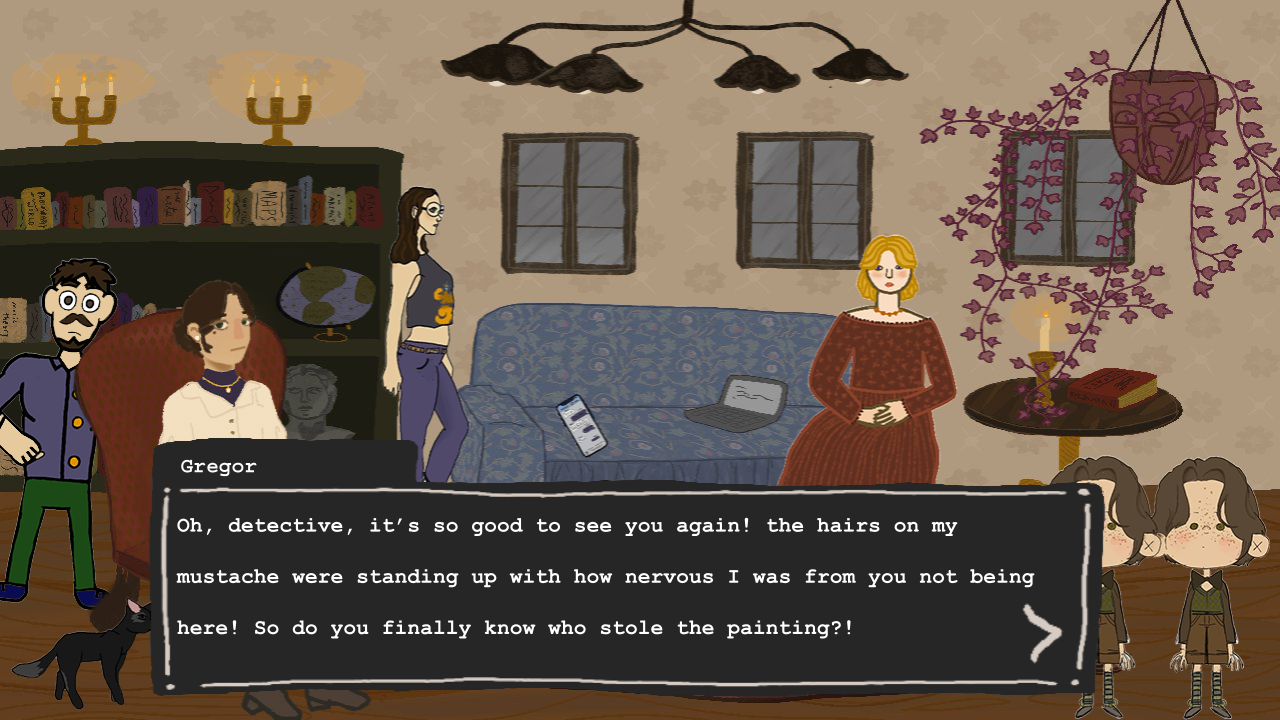 MAPS
Gregor
Oh, detective, it’s so good to see you again! the hairs on my
mustache were standing up with how nervous I was from you not being
here! So do you finally know who stole the painting?!